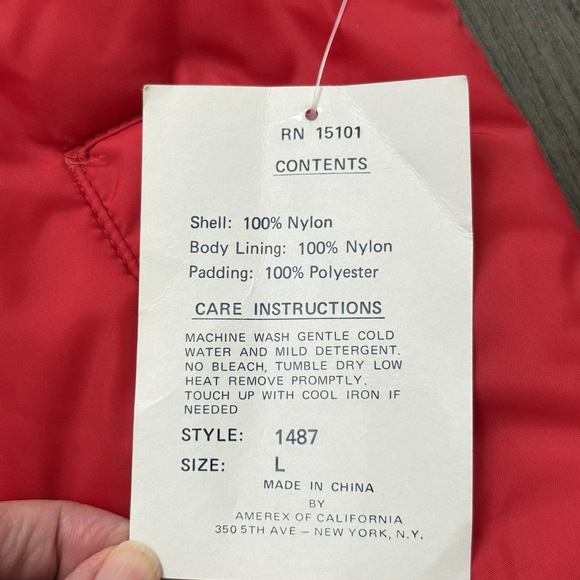 RN 15101
CONTENTS
Shell: 100% Nylon
Body Lining: 100% Nylon
Padding: 100% Polyester
CARE INSTRUCTIONS
MACHINE WASH GENTLE COLD
WATER AND MILD DETERGENT.
NO BLEACH, TUMBLE DRY LOW
HEAT REMOVE PROMPTLY.
TOUCH UP WITH COOL IRON IF
NEEDED
STYLE: 1487
SIZE: L
MADE IN CHINA
BY
AMEREX OF CALIFORNIA
350 5TH AVE – NEW YORK, N.Y.